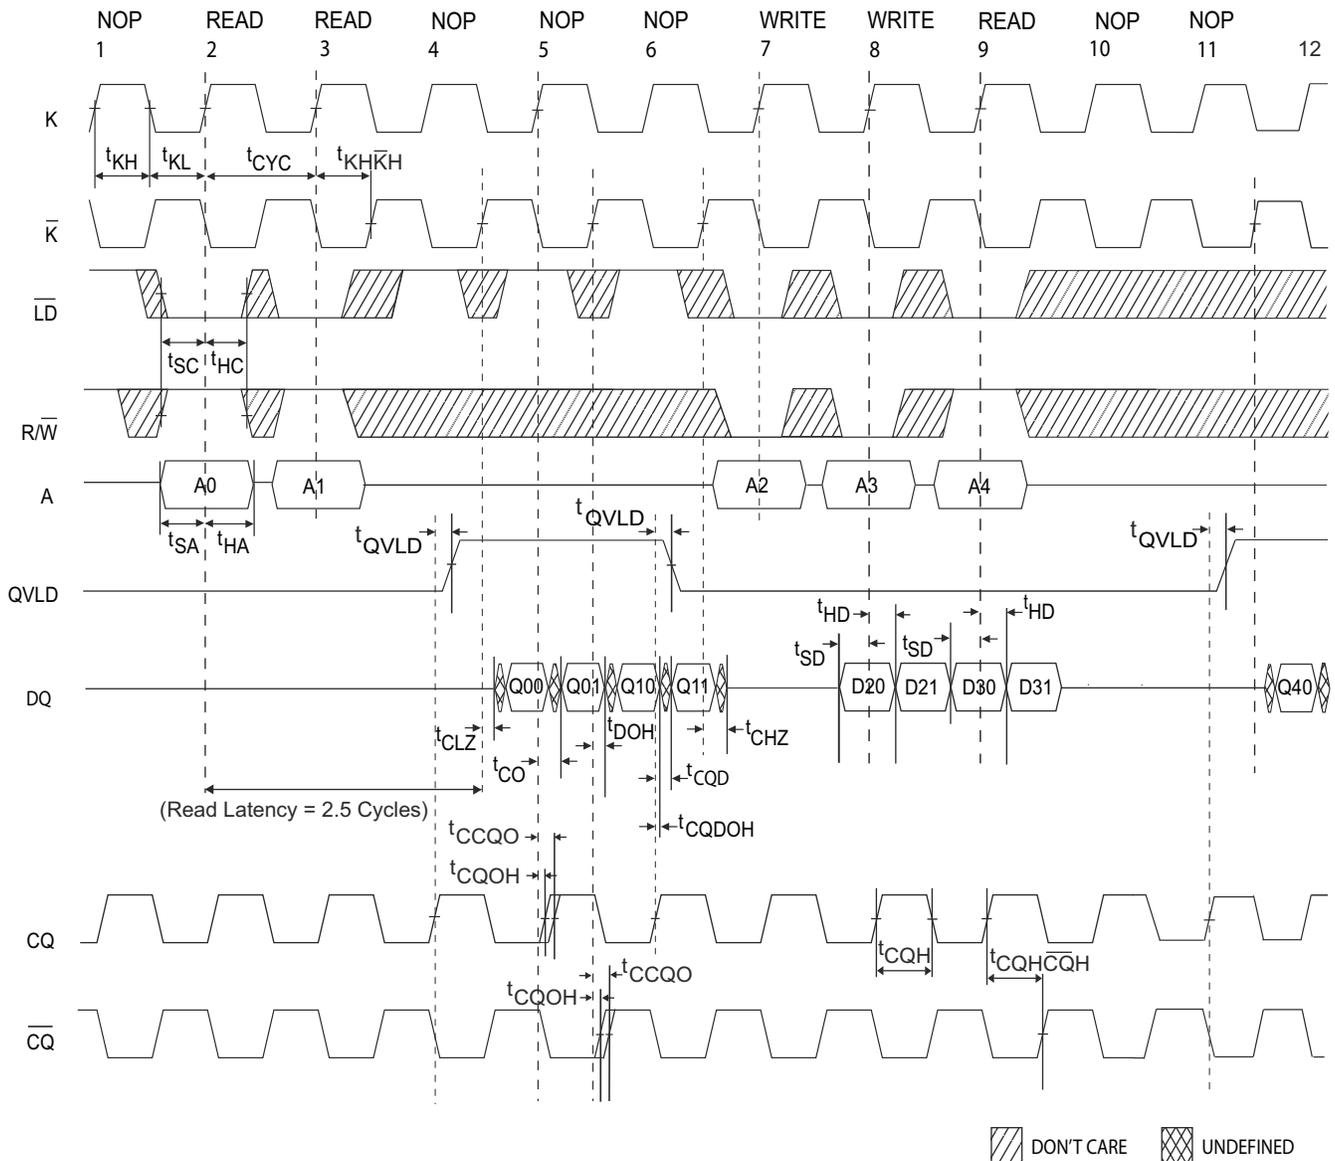 NOP READ READ NOP NOP NOP WRITE WRITE READ NOP NOP
1 2 3 4 5 6 7 8 9 10 11 12
K
tKH tKL tCYC tKHK̅H
K̅
L̅D̅
tSC tHC
R/W̅
A A0 A1 A2 A3 A4
tSA tHA tQVLD tQVLD tQVLD
QVLD
tHD tHD
tSD tSD
DQ Q00 Q01 Q10 Q11 D20 D21 D30 D31 Q40
tCLZ tDOH tCHZ
tCO tCQD
(Read Latency = 2.5 Cycles)
tCQDOH
tCCQO
tCQOH
CQ
tCQH tCQHC̅Q̅H
tCCQO
tCQOH
C̅Q̅
DON'T CARE UNDEFINED